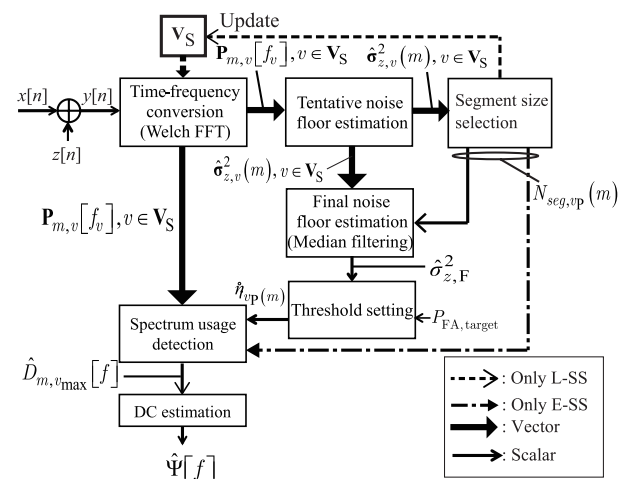 V_S
Update
P_{m,v}[f_v], v ∈ V_S
σ̂²_{z,v}(m), v ∈ V_S
x[n]
y[n]
z[n]
Time-frequency
conversion
(Welch FFT)
Tentative noise
floor estimation
Segment size
selection
σ̂²_{z,v}(m), v ∈ V_S
N_{seg,v_P}(m)
P_{m,v}[f_v], v ∈ V_S
Final noise
floor estimation
(Median filtering)
σ̂²_{z,F}
η̊_{v_P(m)}
Threshold setting
P_{FA,target}
Spectrum usage
detection
D̂_{m,v_max}[f]
DC estimation
Ψ̂[f]
: Only L-SS
: Only E-SS
: Vector
: Scalar